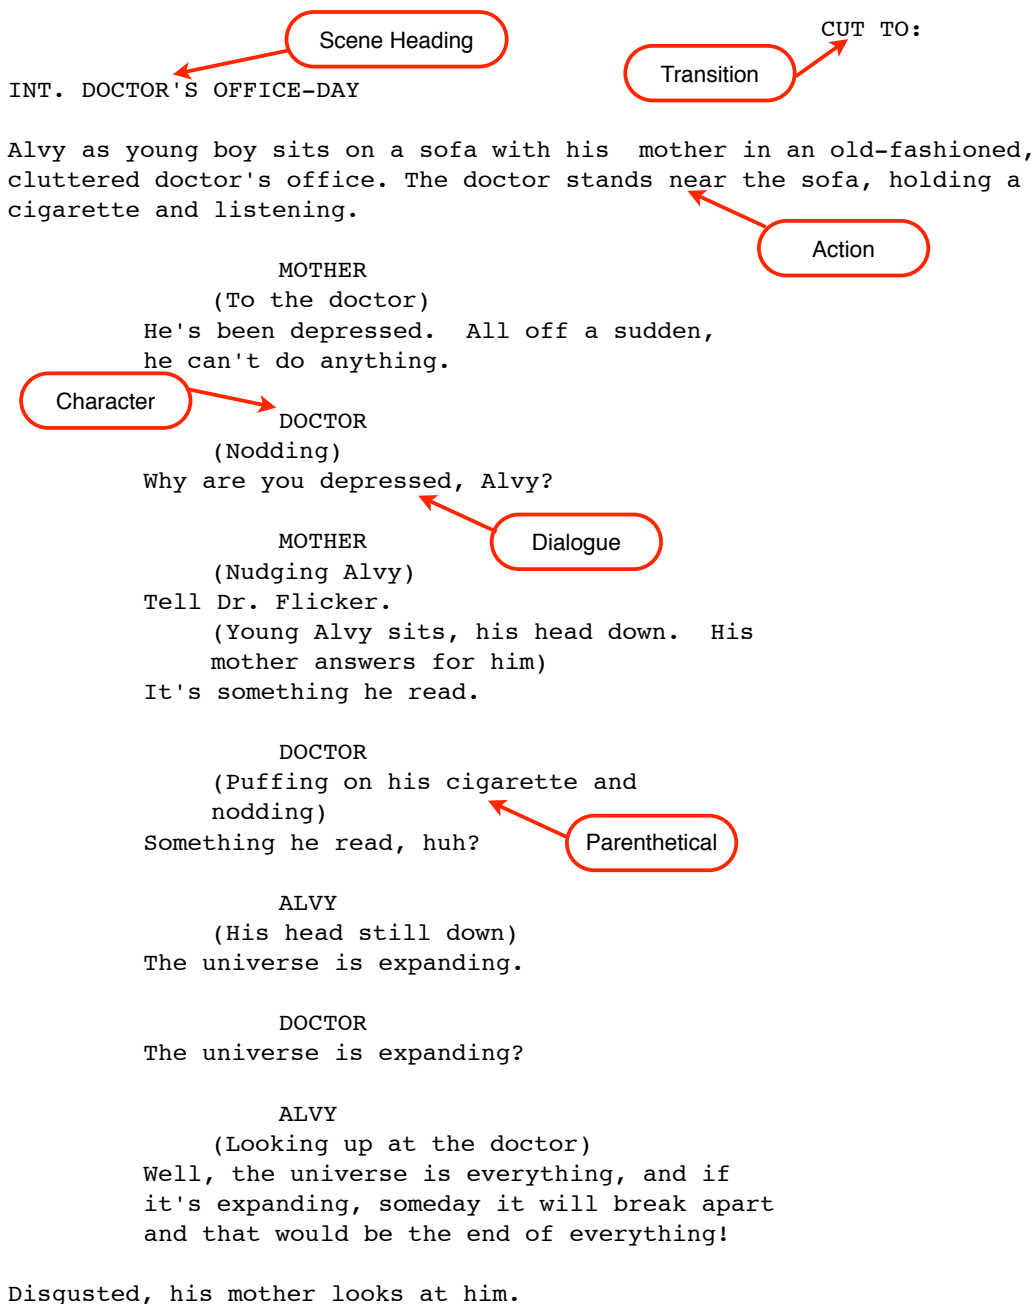 CUT TO:
Scene Heading
Transition
INT. DOCTOR'S OFFICE-DAY
Alvy as young boy sits on a sofa with his  mother in an old-fashioned,
cluttered doctor's office. The doctor stands near the sofa, holding a
cigarette and listening.
Action
MOTHER
(To the doctor)
He's been depressed.  All off a sudden,
he can't do anything.
Character
DOCTOR
(Nodding)
Why are you depressed, Alvy?
Dialogue
MOTHER
(Nudging Alvy)
Tell Dr. Flicker.
(Young Alvy sits, his head down.  His
mother answers for him)
It's something he read.
DOCTOR
(Puffing on his cigarette and
nodding)
Something he read, huh?
Parenthetical
ALVY
(His head still down)
The universe is expanding.
DOCTOR
The universe is expanding?
ALVY
(Looking up at the doctor)
Well, the universe is everything, and if
it's expanding, someday it will break apart
and that would be the end of everything!
Disgusted, his mother looks at him.